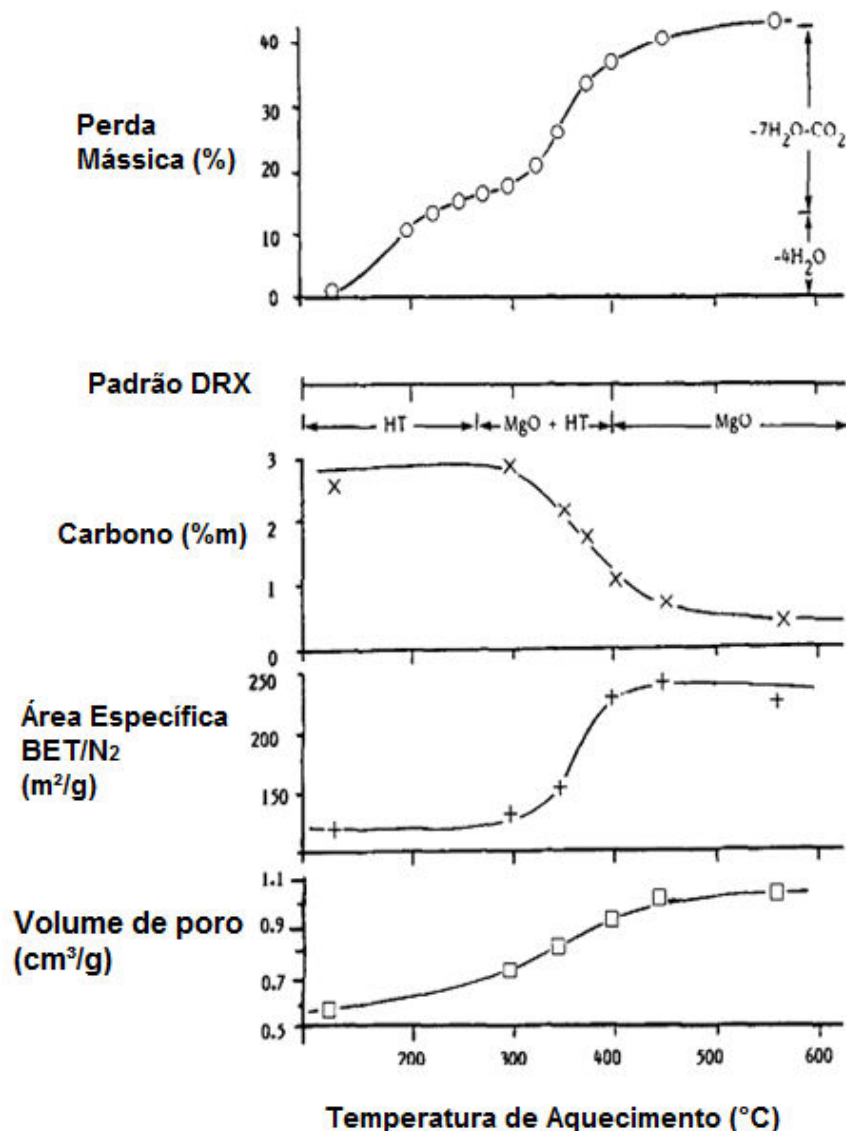 40
30
20
10
0
Perda
Mássica (%)
-7H₂O-CO₂
-4H₂O
Padrão DRX
HT
MgO + HT
MgO
3
2
1
0
Carbono (%m)
250
200
150
Área Específica
BET/N₂
(m²/g)
1.1
0.9
0.7
0.5
Volume de poro
(cm³/g)
200 300 400 500 600
Temperatura de Aquecimento (°C)